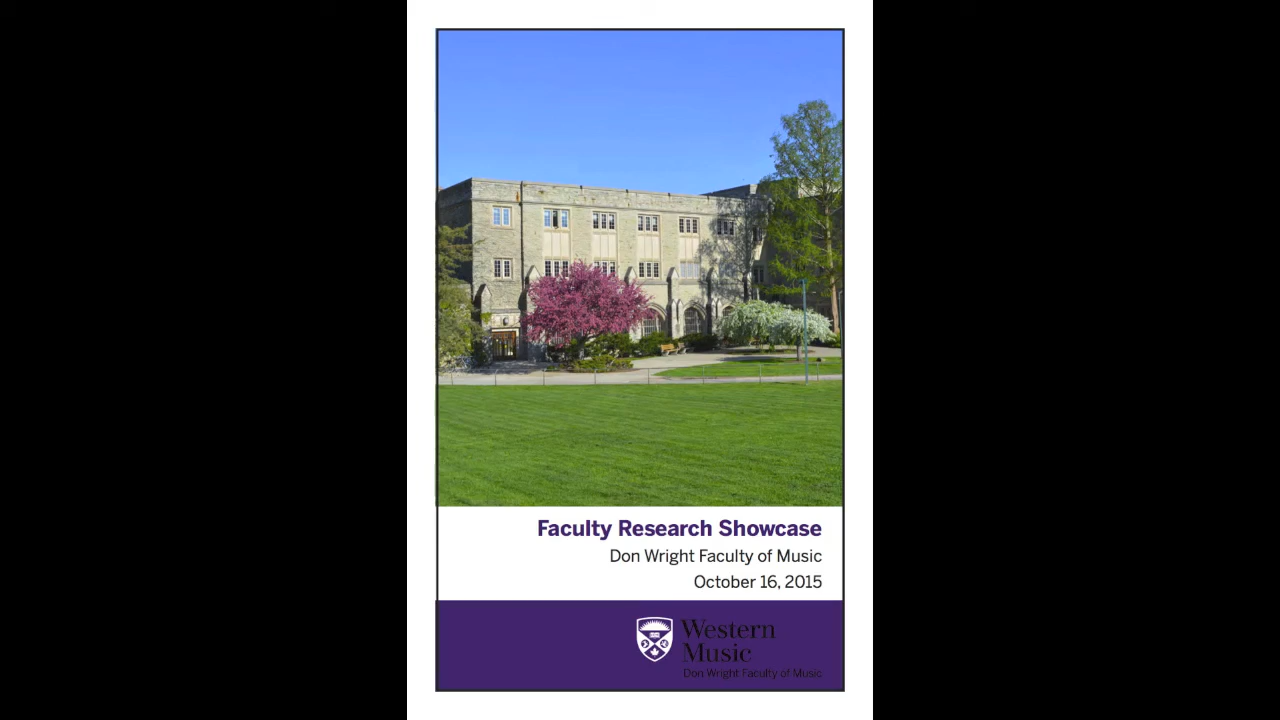 Faculty Research Showcase
Don Wright Faculty of Music
October 16, 2015
Western
Music
Don Wright Faculty of Music